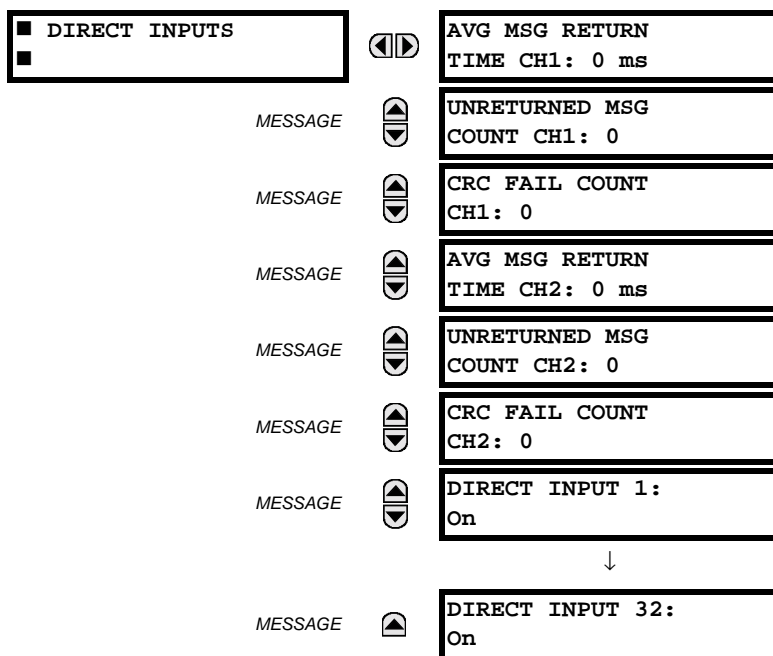 ■ DIRECT INPUTS
■
AVG MSG RETURN
TIME CH1: 0 ms
MESSAGE
UNRETURNED MSG
COUNT CH1: 0
MESSAGE
CRC FAIL COUNT
CH1: 0
MESSAGE
AVG MSG RETURN
TIME CH2: 0 ms
MESSAGE
UNRETURNED MSG
COUNT CH2: 0
MESSAGE
CRC FAIL COUNT
CH2: 0
MESSAGE
DIRECT INPUT 1:
On
↓
MESSAGE
DIRECT INPUT 32:
On